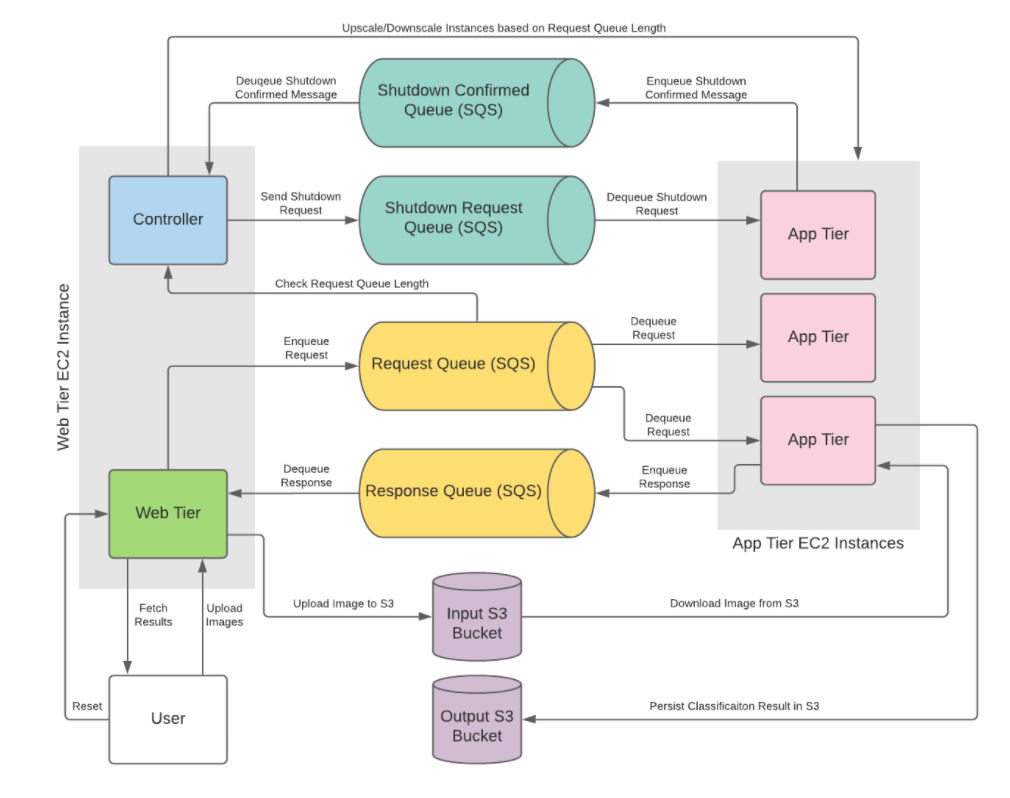 Upscale/Downscale Instances based on Request Queue Length
Deuqeue Shutdown
Confirmed Message
Shutdown Confirmed
Queue (SQS)
Enqueue Shutdown
Confirmed Message
Controller
Send Shutdown
Request
Shutdown Request
Queue (SQS)
Dequeue Shutdown
Request
App Tier
Check Request Queue Length
Web Tier EC2 Instance
Enqueue
Request
Request Queue (SQS)
Dequeue
Request
App Tier
Dequeue
Request
App Tier
Dequeue
Response
Response Queue (SQS)
Enqueue
Response
Web Tier
App Tier EC2 Instances
Fetch
Results
Upload
Images
Upload Image to S3
Input S3
Bucket
Download Image from S3
Reset
User
Output S3
Bucket
Persist Classificaiton Result in S3